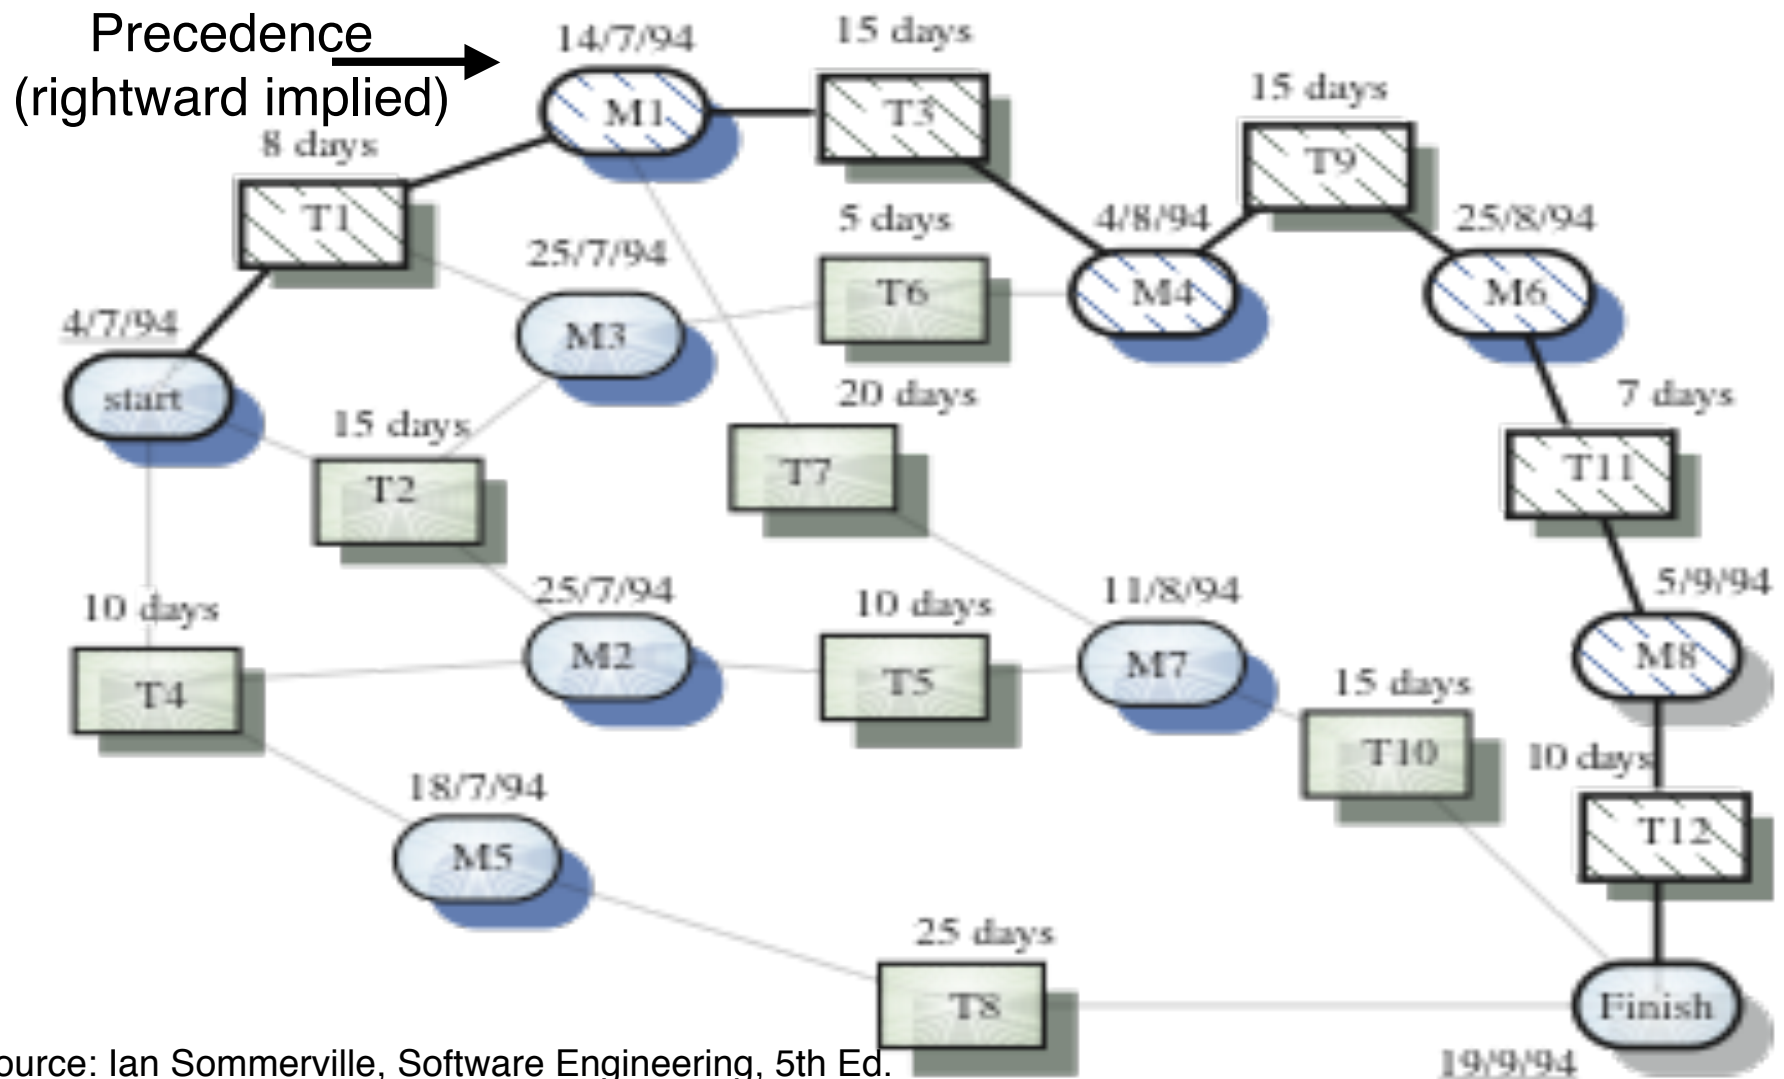 Precedence
(rightward implied)
14/7/94
M1
15 days
T3
15 days
T9
8 days
T1
25/7/94
M3
5 days
T6
4/8/94
M4
25/8/94
M6
4/7/94
start
15 days
T2
20 days
T7
7 days
T11
10 days
T4
25/7/94
M2
10 days
T5
11/8/94
M7
15 days
T10
5/9/94
M8
10 days
T12
18/7/94
M5
25 days
T8
Finish
19/9/94
ource: Ian Sommerville, Software Engineering, 5th Ed.